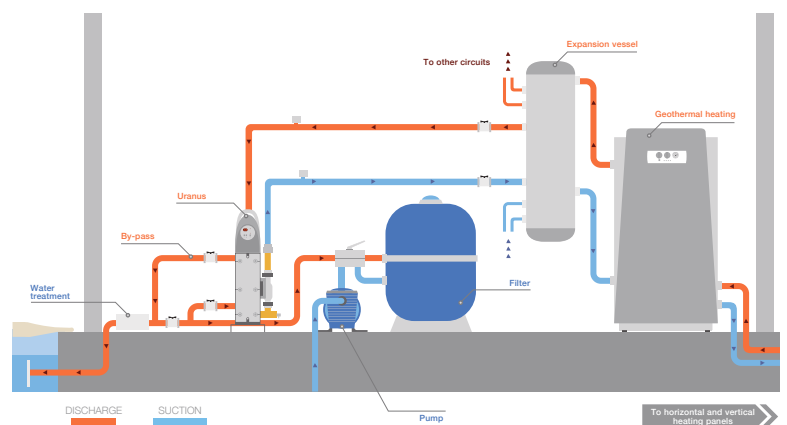 Expansion vessel
To other circuits
Geothermal heating
Uranus
By-pass
Water
treatment
Filter
Pump
DISCHARGE
SUCTION
To horizontal and vertical
heating panels